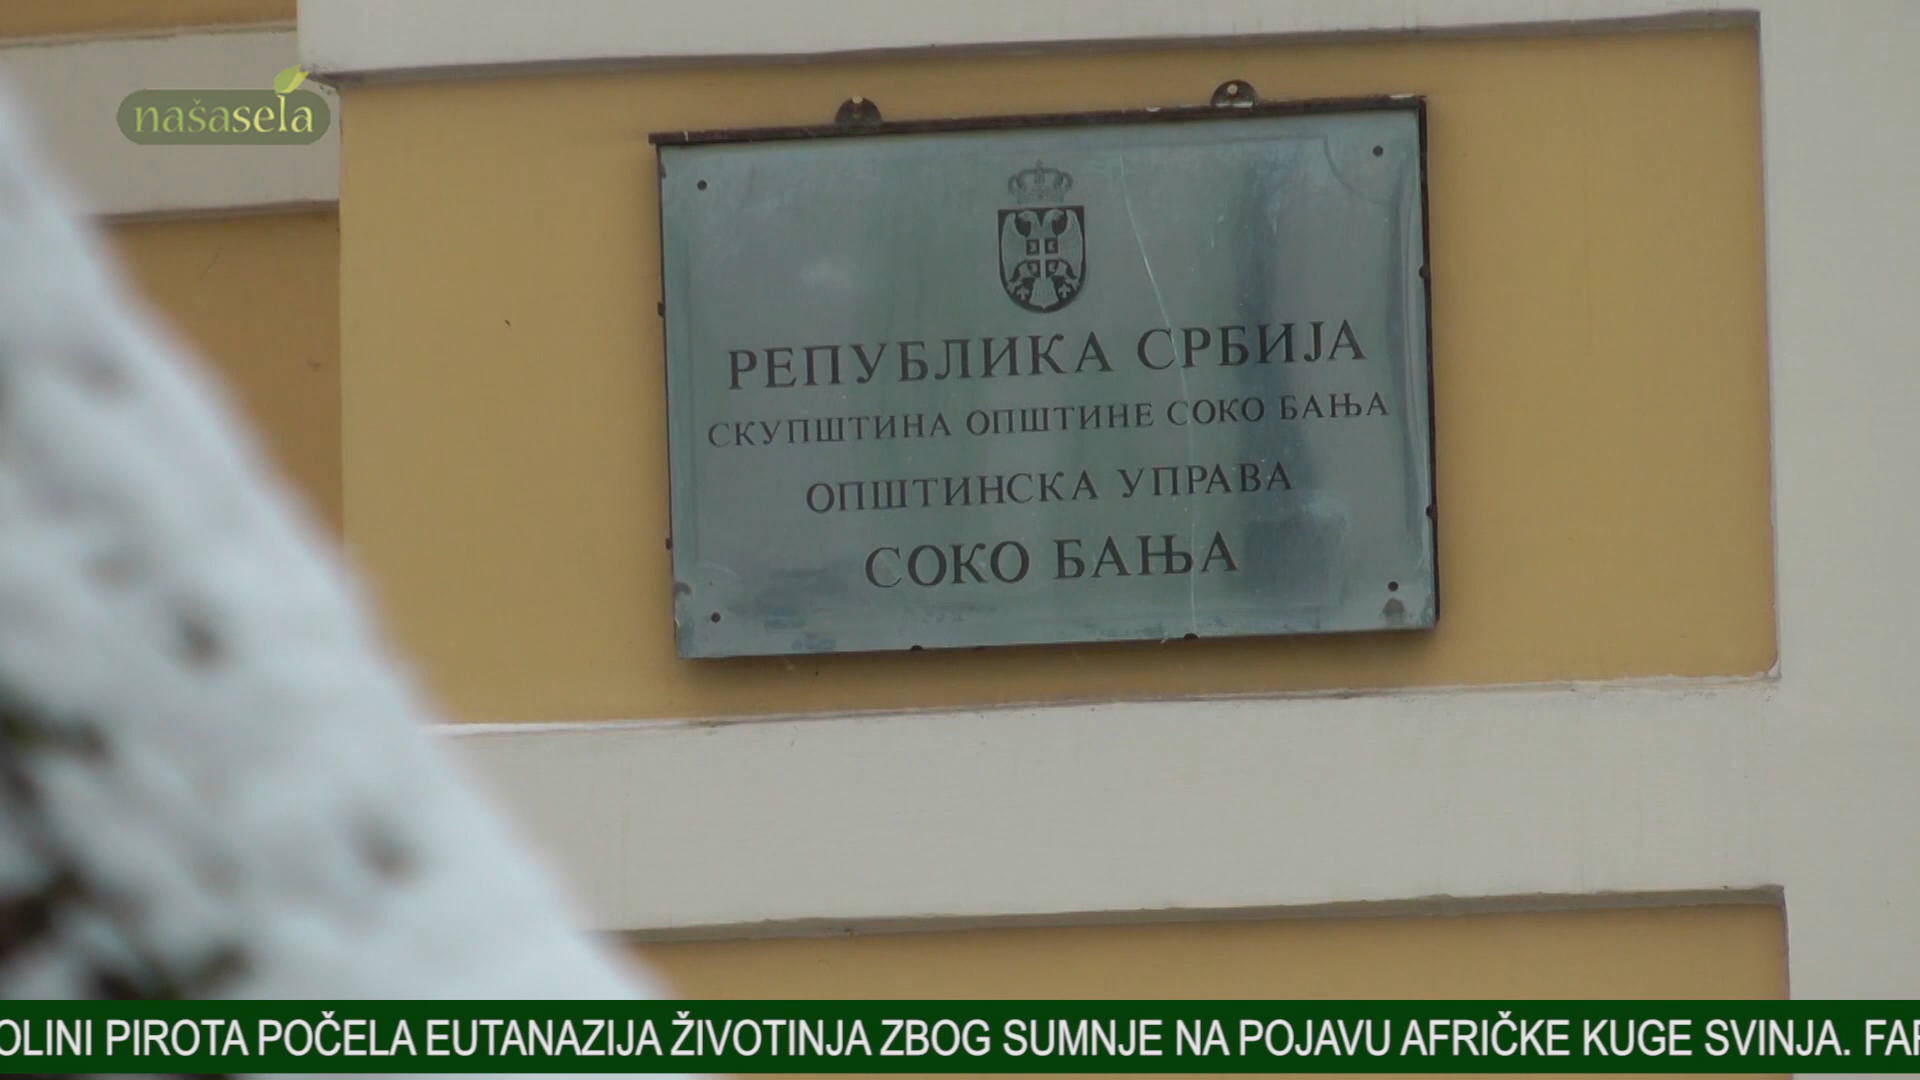 našasela
РЕПУБЛИКА СРБИЈА
СКУПШТИНА ОПШТИНЕ СОКО БАЊА
ОПШТИНСКА УПРАВА
СОКО БАЊА
OLINI PIROTA POČELA EUTANAZIJA ŽIVOTINJA ZBOG SUMNJE NA POJAVU AFRIČKE KUGE SVINJA. FAR